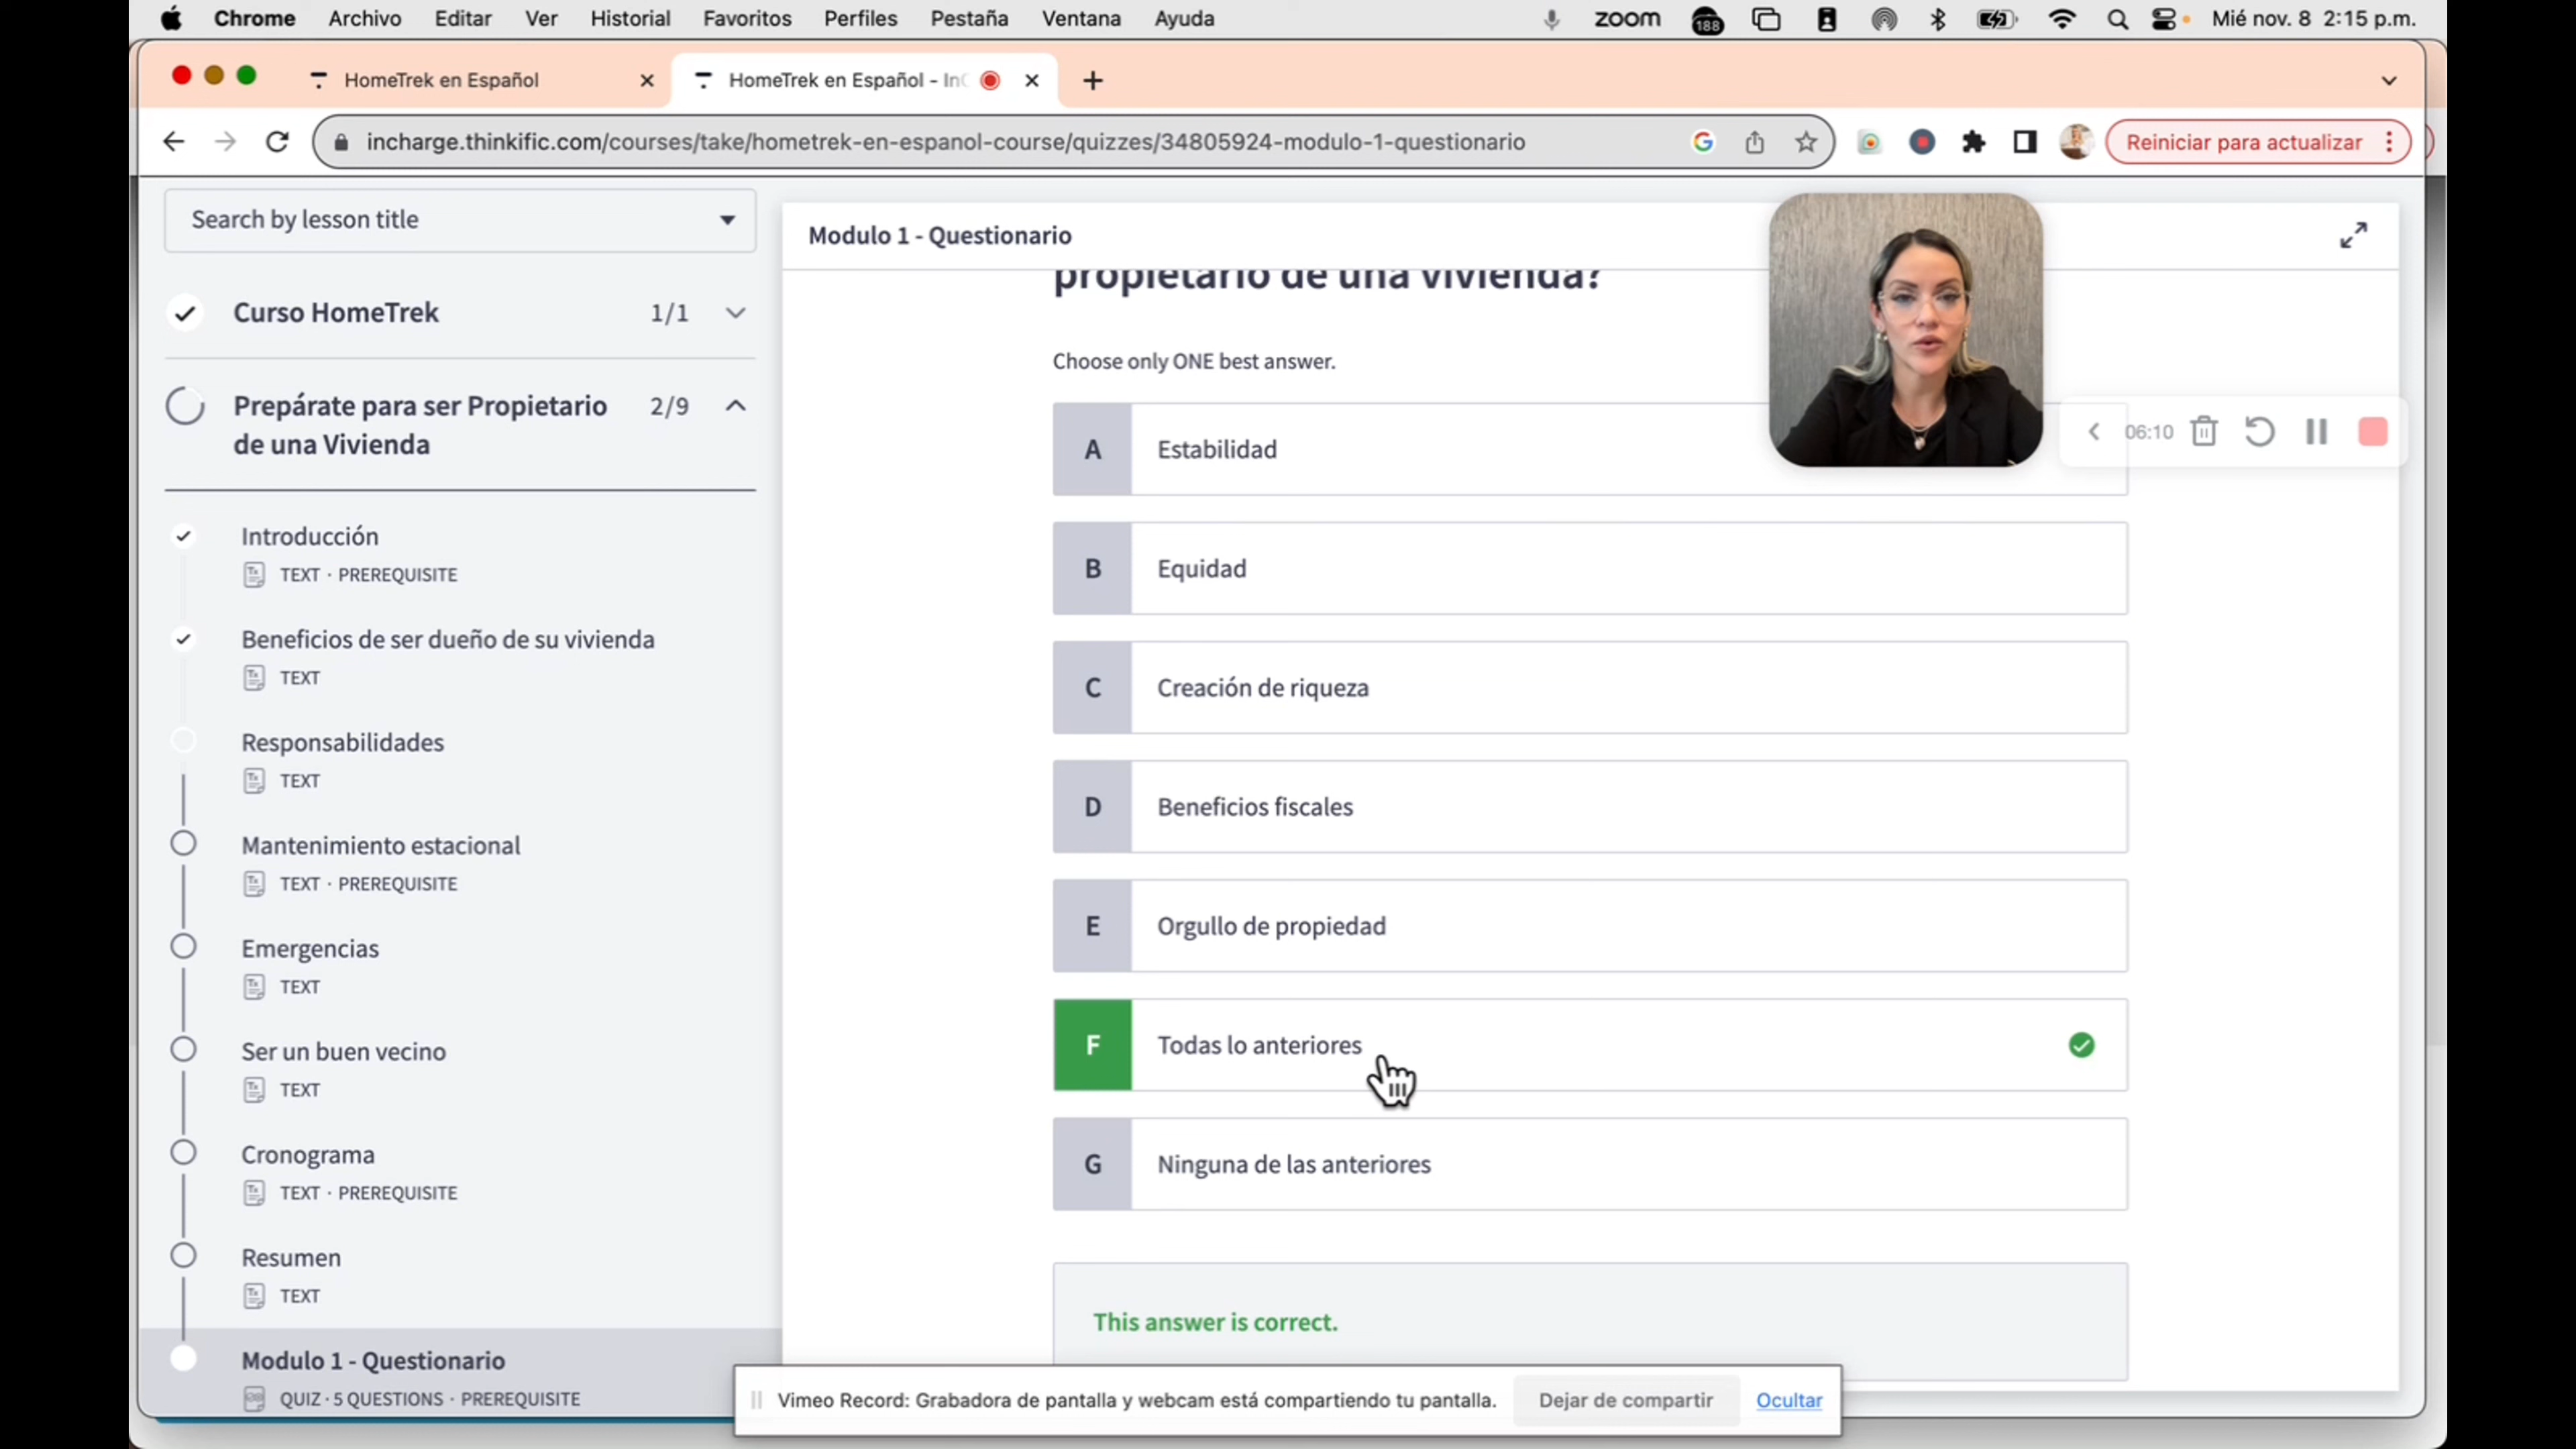 Chrome Archivo Editar Ver Historial Favoritos Perfiles Pestaña Ventana Ayuda zoom 188 Mié nov. 8 2:15 p.m.
HomeTrek en Español
HomeTrek en Español - In
incharge.thinkific.com/courses/take/hometrek-en-espanol-course/quizzes/34805924-modulo-1-questionario
Reiniciar para actualizar
Search by lesson title
Curso HomeTrek 1/1
Prepárate para ser Propietario de una Vivienda 2/9
Introducción
TEXT · PREREQUISITE
Beneficios de ser dueño de su vivienda
TEXT
Responsabilidades
TEXT
Mantenimiento estacional
TEXT · PREREQUISITE
Emergencias
TEXT
Ser un buen vecino
TEXT
Cronograma
TEXT · PREREQUISITE
Resumen
TEXT
Modulo 1 - Questionario
QUIZ · 5 QUESTIONS · PREREQUISITE
Modulo 1 - Questionario
propietario de una vivienda?
Choose only ONE best answer.
06:10
A Estabilidad
B Equidad
C Creación de riqueza
D Beneficios fiscales
E Orgullo de propiedad
F Todas lo anteriores
G Ninguna de las anteriores
This answer is correct.
Vimeo Record: Grabadora de pantalla y webcam está compartiendo tu pantalla. Dejar de compartir Ocultar